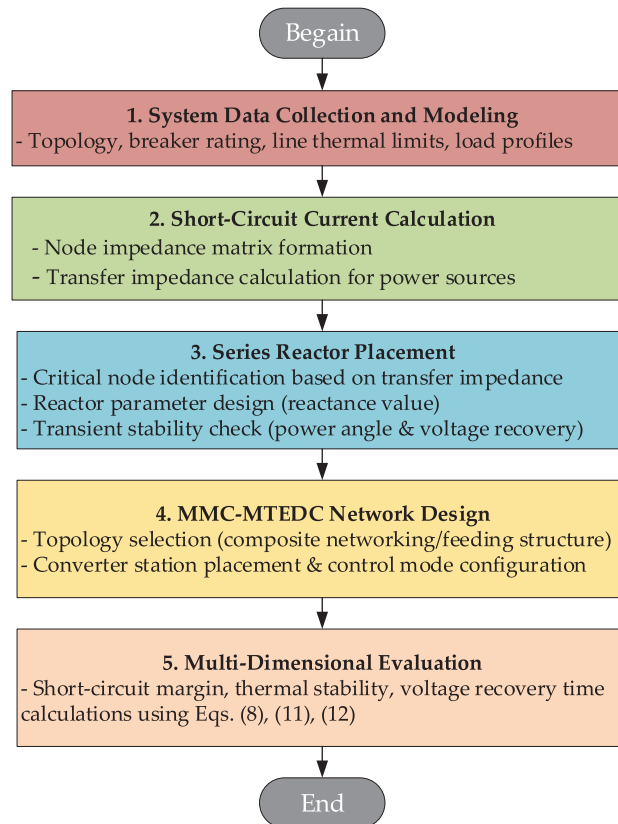 Begain
1. System Data Collection and Modeling
- Topology, breaker rating, line thermal limits, load profiles
2. Short-Circuit Current Calculation
- Node impedance matrix formation
- Transfer impedance calculation for power sources
3. Series Reactor Placement
- Critical node identification based on transfer impedance
- Reactor parameter design (reactance value)
- Transient stability check (power angle & voltage recovery)
4. MMC-MTEDC Network Design
- Topology selection (composite networking/feeding structure)
- Converter station placement & control mode configuration
5. Multi-Dimensional Evaluation
- Short-circuit margin, thermal stability, voltage recovery time
calculations using Eqs. (8), (11), (12)
End